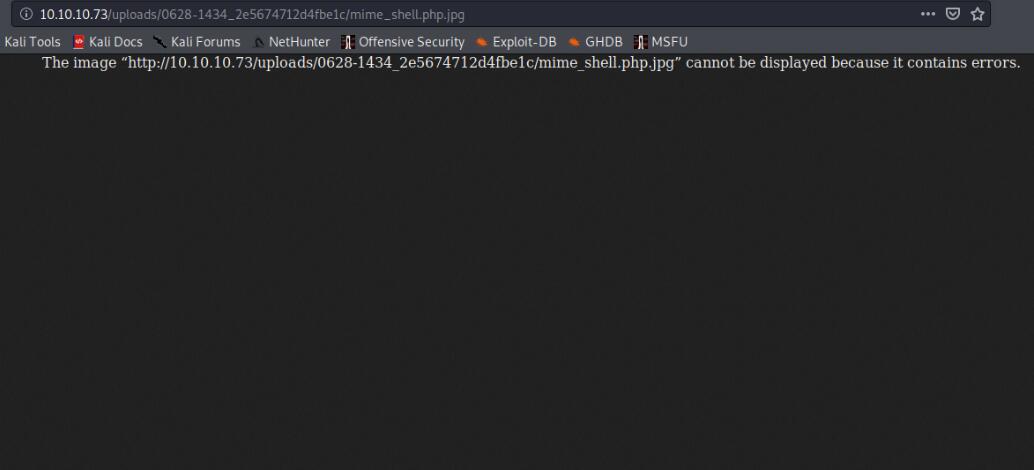 10.10.10.73/uploads/0628-1434_2e5674712d4fbe1c/mime_shell.php.jpg
Kali Tools Kali Docs Kali Forums NetHunter Offensive Security Exploit-DB GHDB MSFU
The image “http://10.10.10.73/uploads/0628-1434_2e5674712d4fbe1c/mime_shell.php.jpg” cannot be displayed because it contains errors.